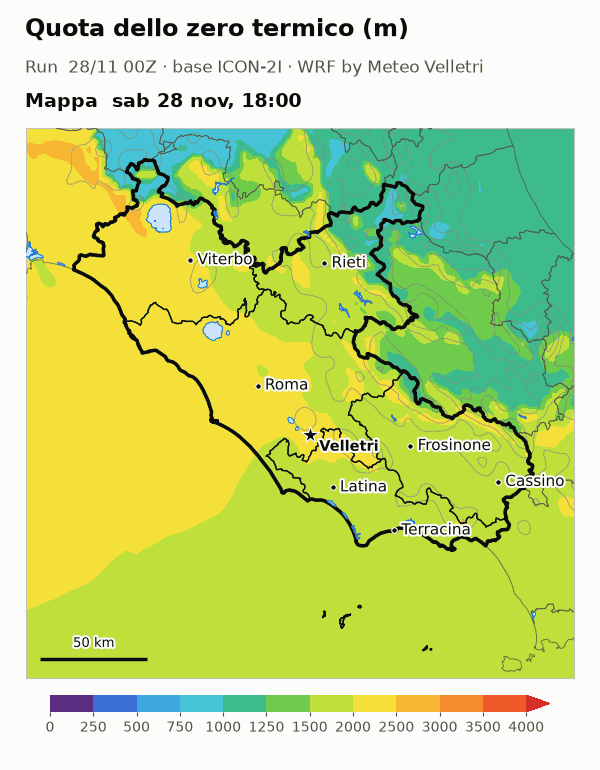 Quota dello zero termico (m)
Run  28/11 00Z · base ICON-2I · WRF by Meteo Velletri
Mappa  sab 28 nov, 18:00
Viterbo
Rieti
Roma
Velletri
Frosinone
Cassino
Latina
Terracina
50 km
0 250 500 750 1000 1250 1500 2000 2500 3000 3500 4000